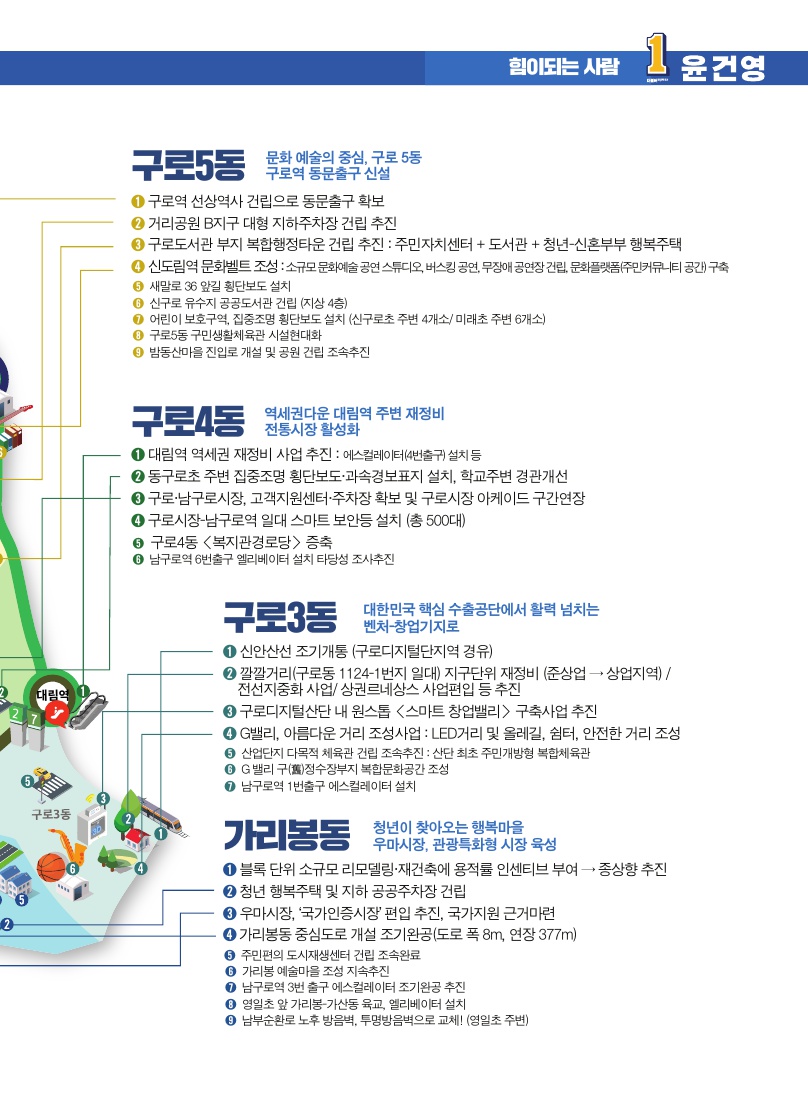 힘이되는 사람 1 윤건영
구로5동
문화 예술의 중심, 구로 5동
구로역 동문출구 신설
❶ 구로역 선상역사 건립으로 동문출구 확보
❷ 거리공원 B지구 대형 지하주차장 건립 추진
❸ 구로도서관 부지 복합행정타운 건립 추진 : 주민자치센터 + 도서관 + 청년-신혼부부 행복주택
❹ 신도림역 문화벨트 조성 : 소규모 문화예술 공연 스튜디오, 버스킹 공연, 무장애 공연장 건립, 문화플랫폼(주민커뮤니티 공간) 구축
❺ 새말로 36 앞길 횡단보도 설치
❻ 신구로 유수지 공공도서관 건립 (지상 4층)
❼ 어린이 보호구역, 집중조명 횡단보도 설치 (신구로초 주변 4개소/ 미래초 주변 6개소)
❽ 구로5동 구민생활체육관 시설현대화
❾ 밤동산마을 진입로 개설 및 공원 건립 조속추진
구로4동
역세권다운 대림역 주변 재정비
전통시장 활성화
❶ 대림역 역세권 재정비 사업 추진 : 에스컬레이터(4번출구) 설치 등
❷ 동구로초 주변 집중조명 횡단보도·과속경보표지 설치, 학교주변 경관개선
❸ 구로·남구로시장, 고객지원센터·주차장 확보 및 구로시장 아케이드 구간연장
❹ 구로시장-남구로역 일대 스마트 보안등 설치 (총 500대)
❺ 구로4동 〈복지관경로당〉 증축
❻ 남구로역 6번출구 엘리베이터 설치 타당성 조사추진
구로3동
대한민국 핵심 수출공단에서 활력 넘치는
벤처-창업기지로
❶ 신안산선 조기개통 (구로디지털단지역 경유)
❷ 깔깔거리(구로동 1124-1번지 일대) 지구단위 재정비 (준상업 → 상업지역) /
전선지중화 사업/ 상권르네상스 사업편입 등 추진
❸ 구로디지털산단 내 원스톱 〈스마트 창업밸리〉 구축사업 추진
❹ G밸리, 아름다운 거리 조성사업 : LED거리 및 올레길, 쉼터, 안전한 거리 조성
❺ 산업단지 다목적 체육관 건립 조속추진 : 산단 최초 주민개방형 복합체육관
❻ G 밸리 구(舊)정수장부지 복합문화공간 조성
❼ 남구로역 1번출구 에스컬레이터 설치
가리봉동
청년이 찾아오는 행복마을
우마시장, 관광특화형 시장 육성
❶ 블록 단위 소규모 리모델링·재건축에 용적률 인센티브 부여 → 종상향 추진
❷ 청년 행복주택 및 지하 공공주차장 건립
❸ 우마시장, ‘국가인증시장’ 편입 추진, 국가지원 근거마련
❹ 가리봉동 중심도로 개설 조기완공(도로 폭 8m, 연장 377m)
❺ 주민편의 도시재생센터 건립 조속완료
❻ 가리봉 예술마을 조성 지속추진
❼ 남구로역 3번 출구 에스컬레이터 조기완공 추진
❽ 영일초 앞 가리봉-가산동 육교, 엘리베이터 설치
❾ 남부순환로 노후 방음벽, 투명방음벽으로 교체! (영일초 주변)
대림역 ❶
2 7
❺
구로3동
❸
❷
❶
❻
❹
❺
❷